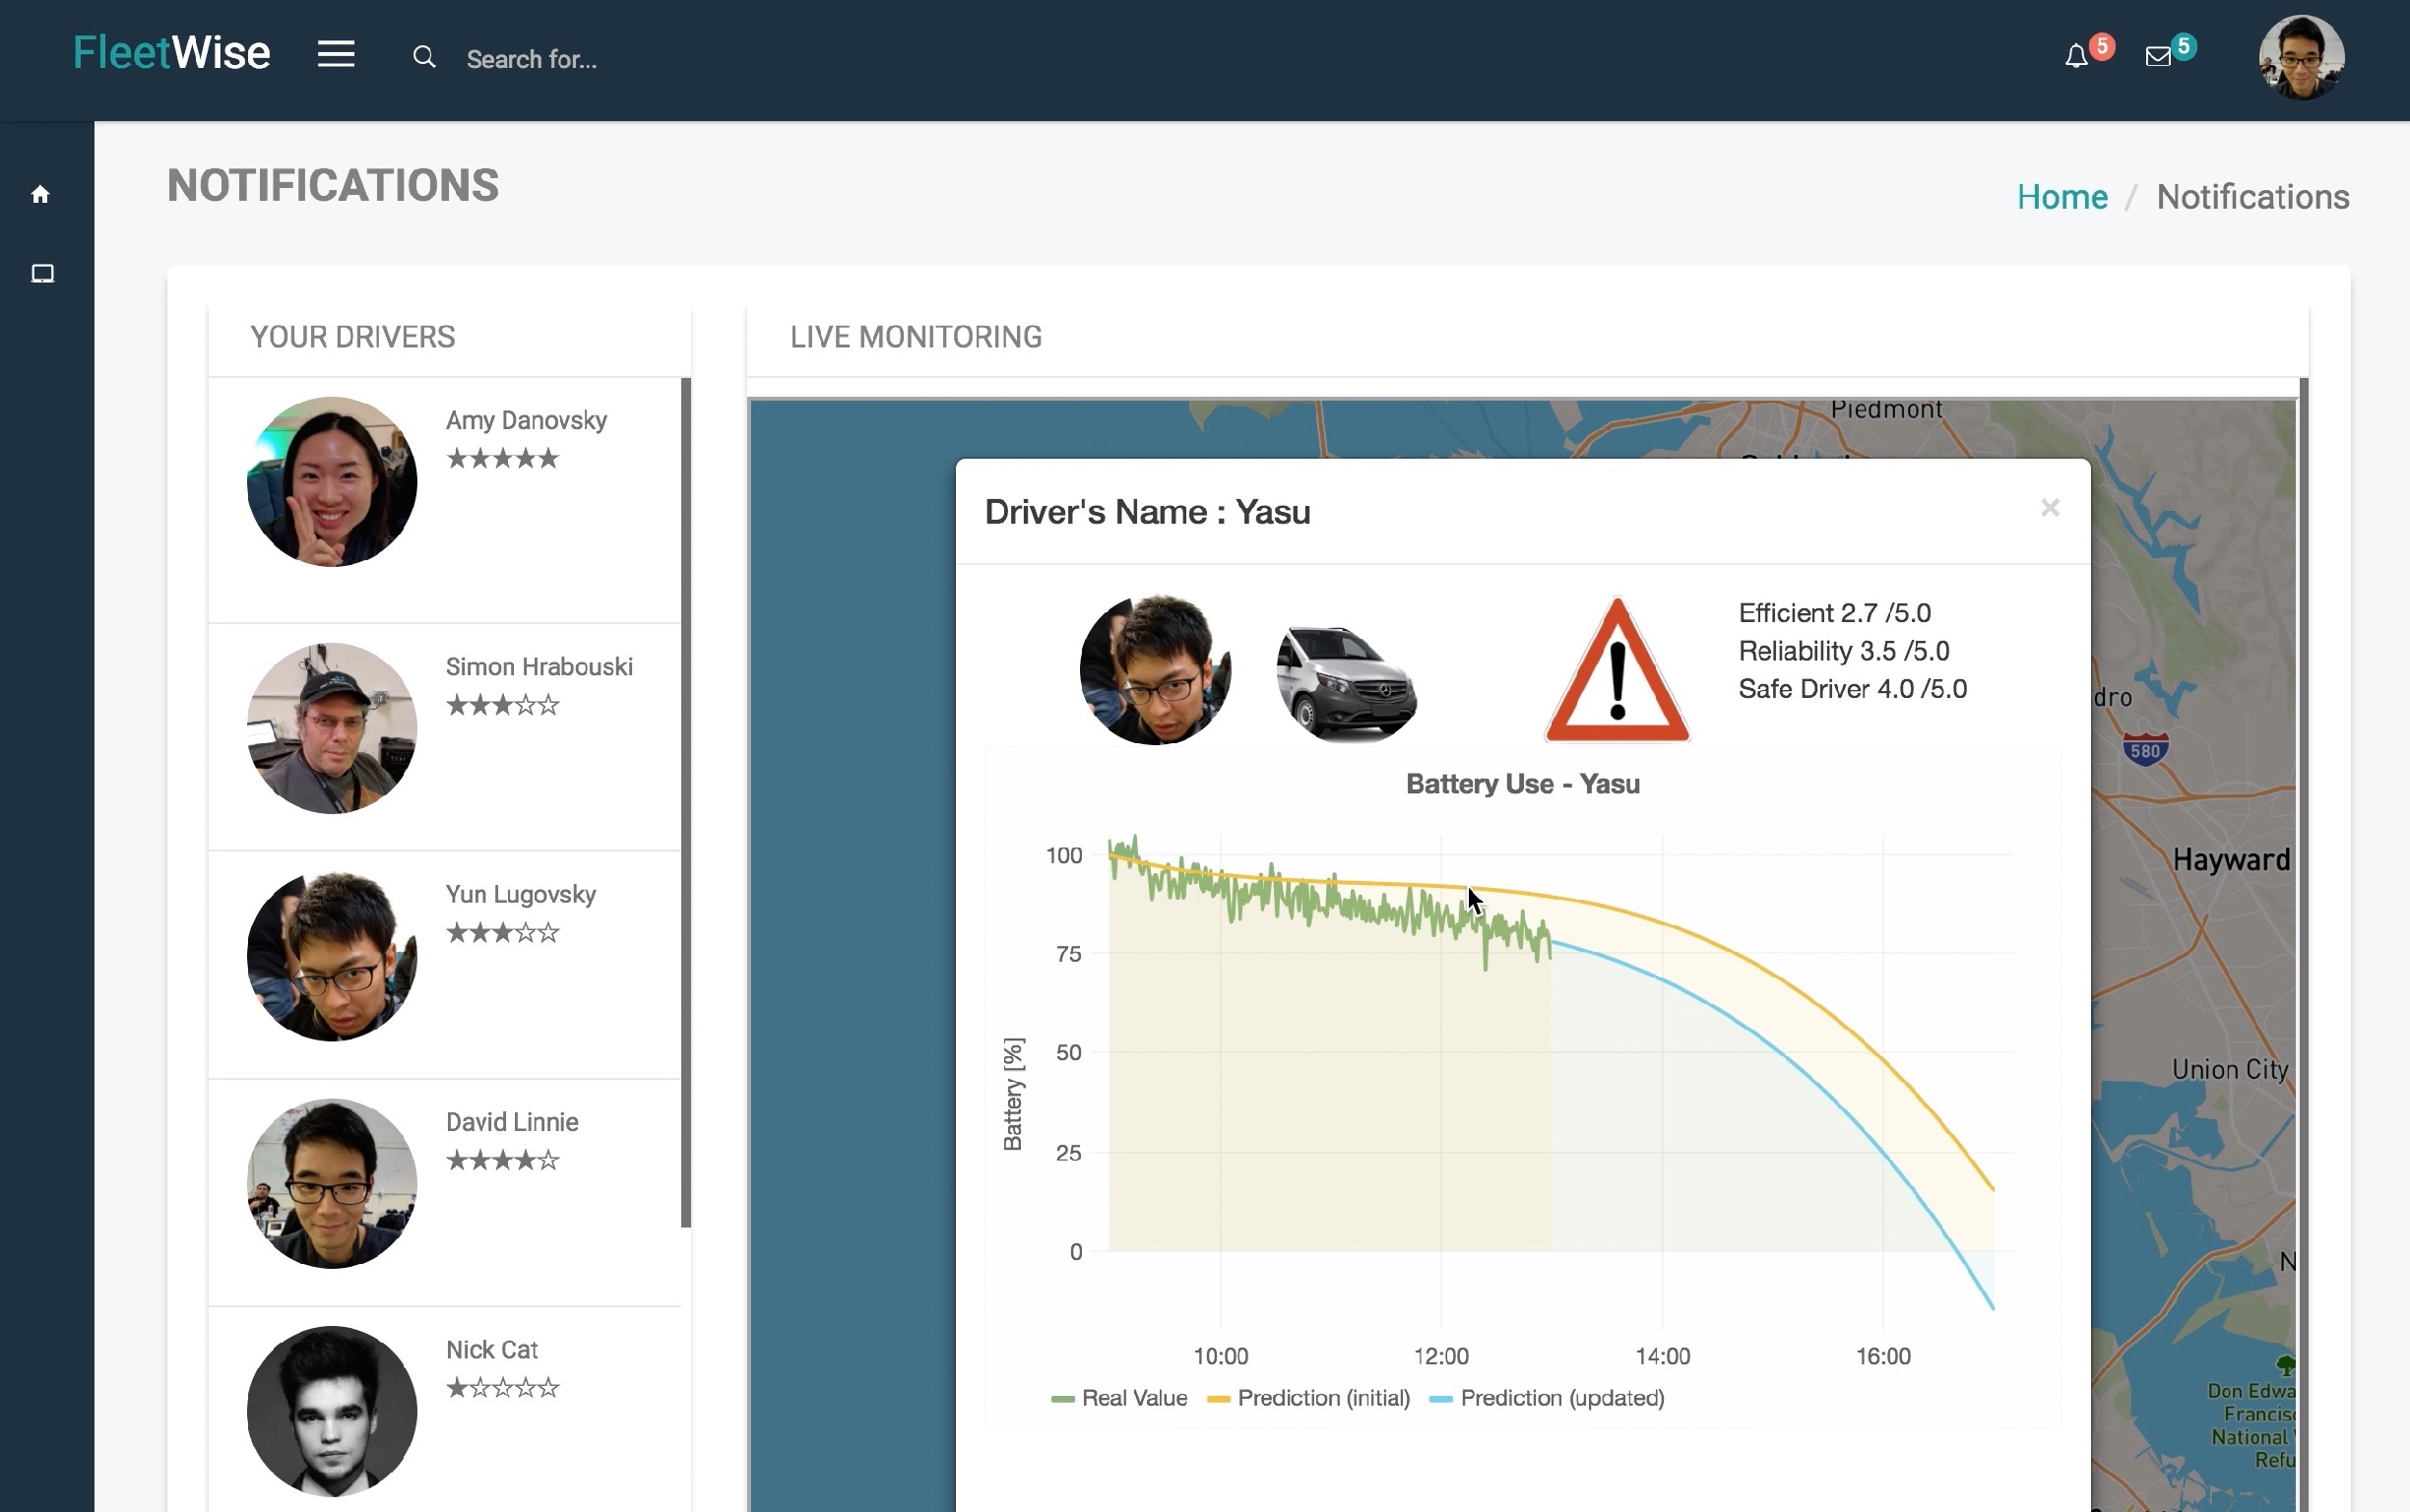 FleetWise
Search for...
5
5
NOTIFICATIONS
Home / Notifications
YOUR DRIVERS
Amy Danovsky
★★★★★
Simon Hrabouski
★★★☆☆
Yun Lugovsky
★★★☆☆
David Linnie
★★★★☆
Nick Cat
★☆☆☆☆
LIVE MONITORING
Piedmont
Driver's Name : Yasu
×
Efficient 2.7 /5.0
Reliability 3.5 /5.0
Safe Driver 4.0 /5.0
Battery Use - Yasu
100
75
50
25
0
Battery [%]
10:00
12:00
14:00
16:00
Real Value
Prediction (initial)
Prediction (updated)
dro
580
Hayward
Union City
N
Don Edwa
Francisc
National
Refu